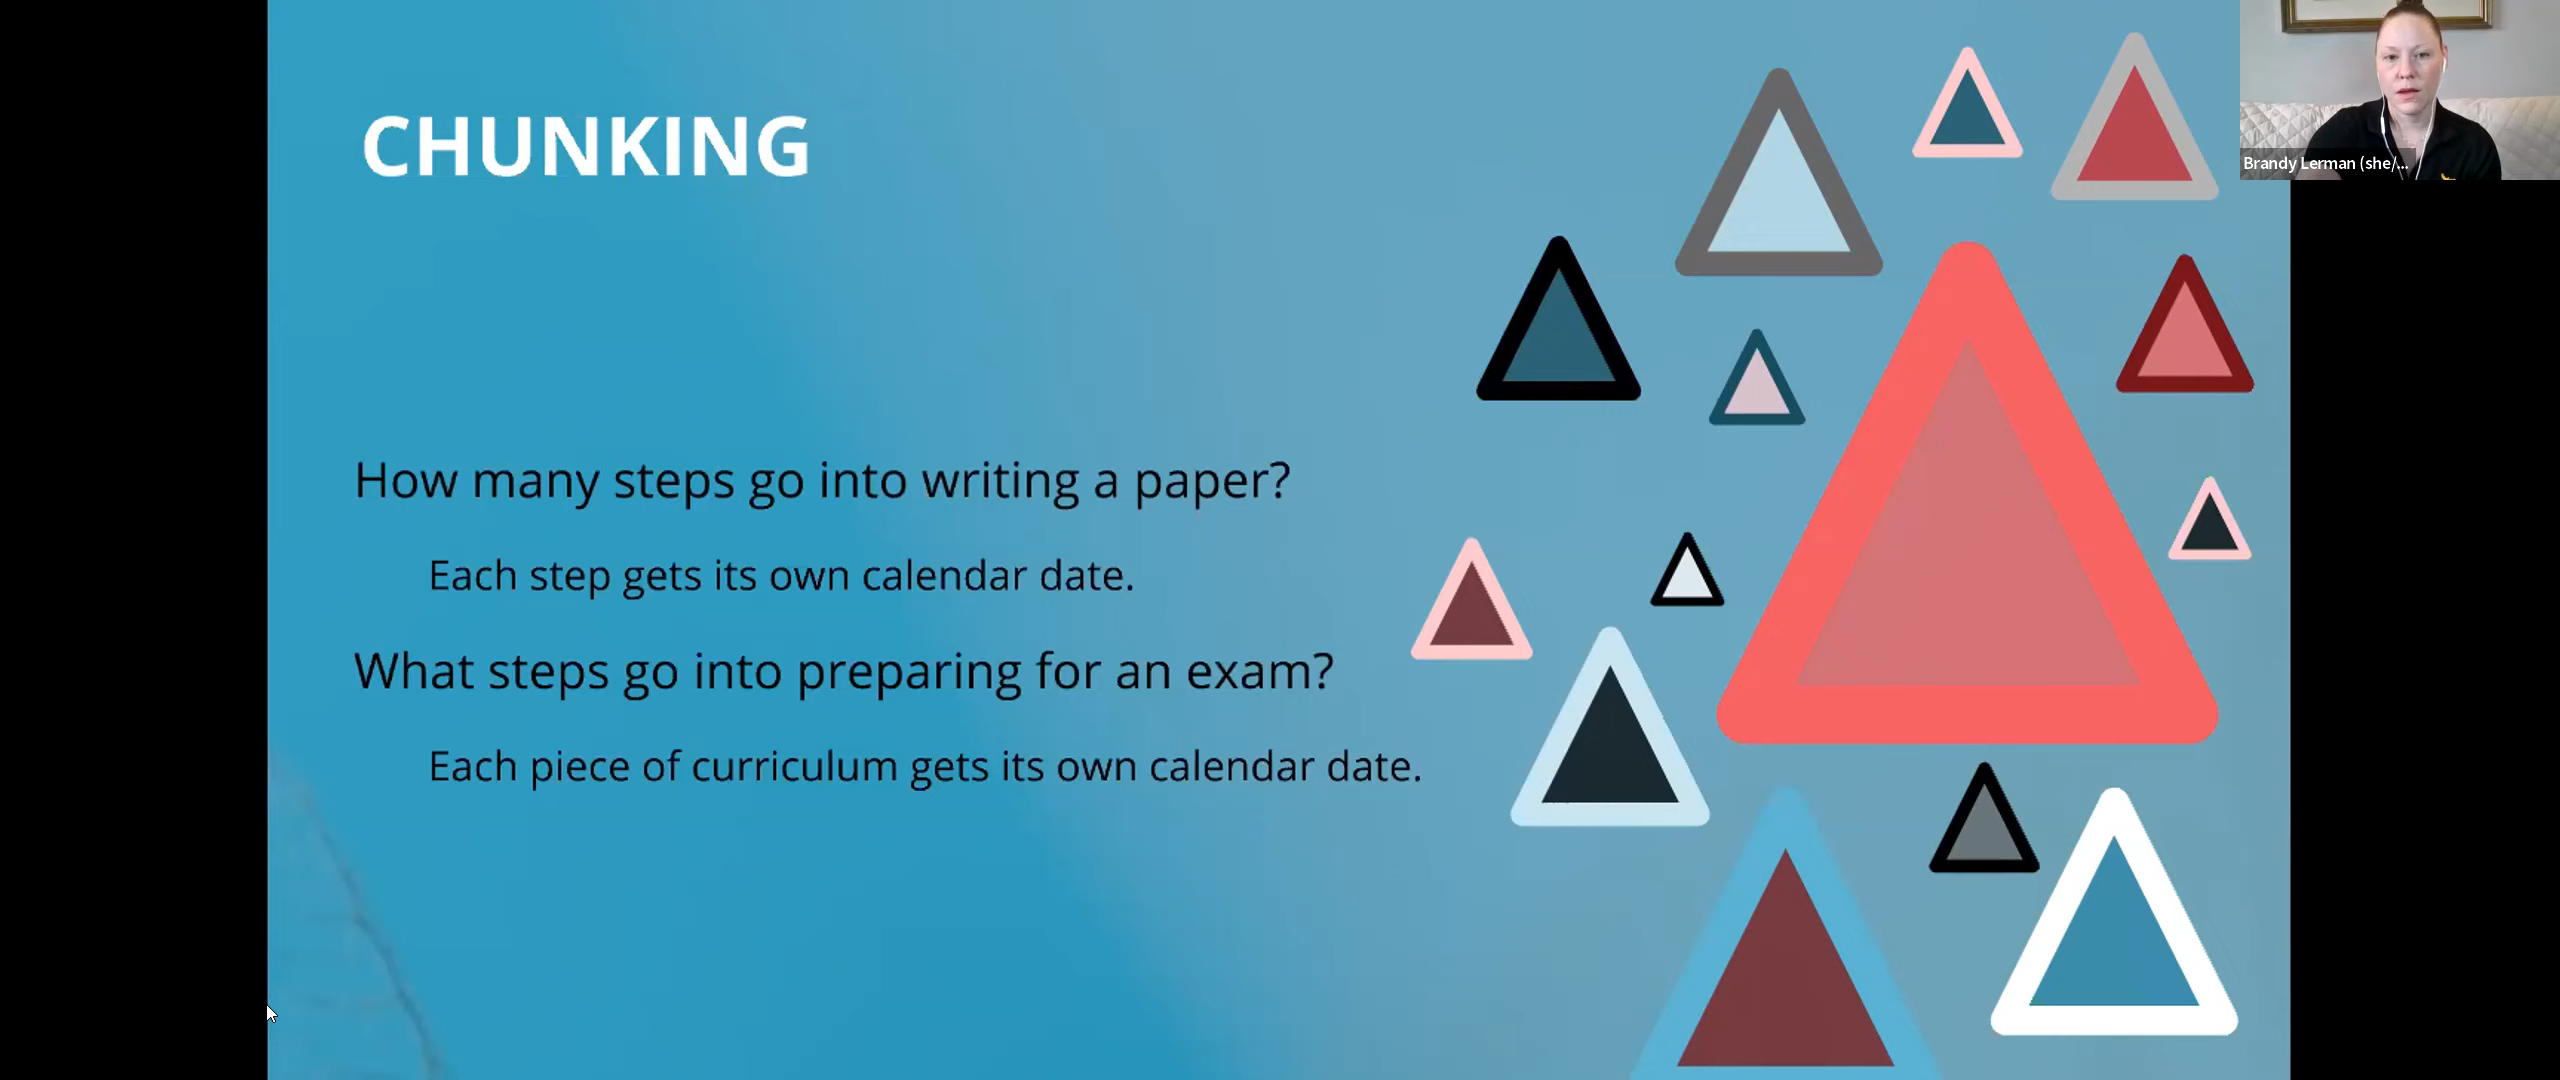 CHUNKING
Brandy Lerman (she/...
How many steps go into writing a paper?
Each step gets its own calendar date.
What steps go into preparing for an exam?
Each piece of curriculum gets its own calendar date.